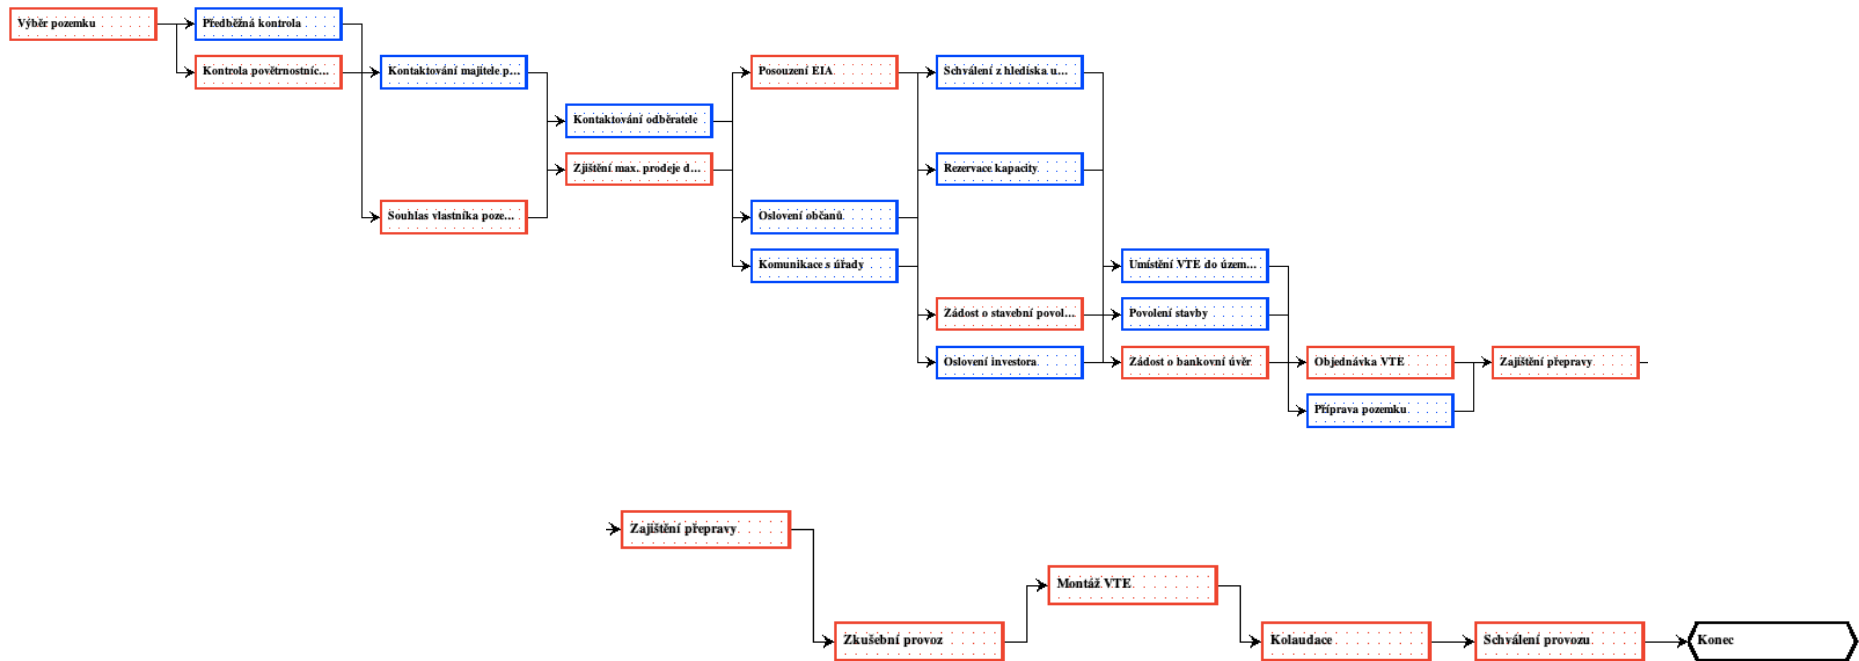 Výběr pozemku
Předběžná kontrola
Kontrola povětrnostníc...
Kontaktování majitele p...
Posouzení EIA
Schválení z hlediska u...
Kontaktování odběratele
Zjištění max. prodeje d...
Rezervace kapacity
Souhlas vlastníka poze...
Oslovení občanů
Komunikace s úřady
Umístění VTE do územ...
Žádost o stavební povol...
Povolení stavby
Oslovení investora
Žádost o bankovní úvěr
Objednávka VTE
Zajištění přepravy
Příprava pozemku
Zajištění přepravy
Montáž VTE
Zkušební provoz
Kolaudace
Schválení provozu
Konec